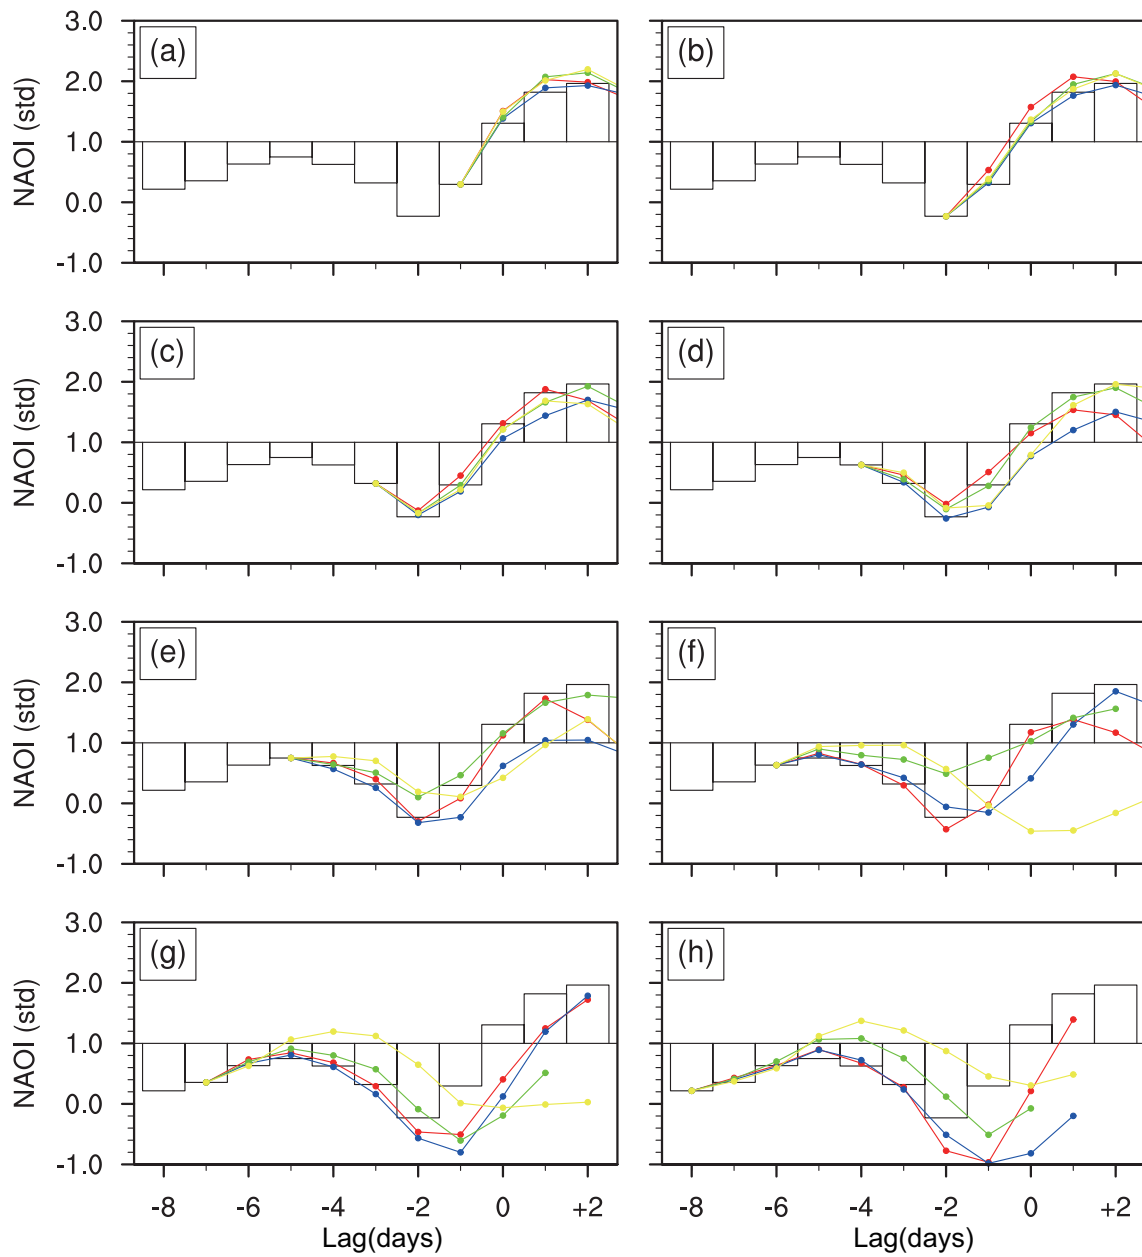 (a) (b)
NAOI (std) 3.0 2.0 1.0 0.0 -1.0
(c) (d)
NAOI (std) 3.0 2.0 1.0 0.0 -1.0
(e) (f)
NAOI (std) 3.0 2.0 1.0 0.0 -1.0
(g) (h)
NAOI (std) 3.0 2.0 1.0 0.0 -1.0
-8 -6 -4 -2 0 +2 -8 -6 -4 -2 0 +2
Lag(days) Lag(days)